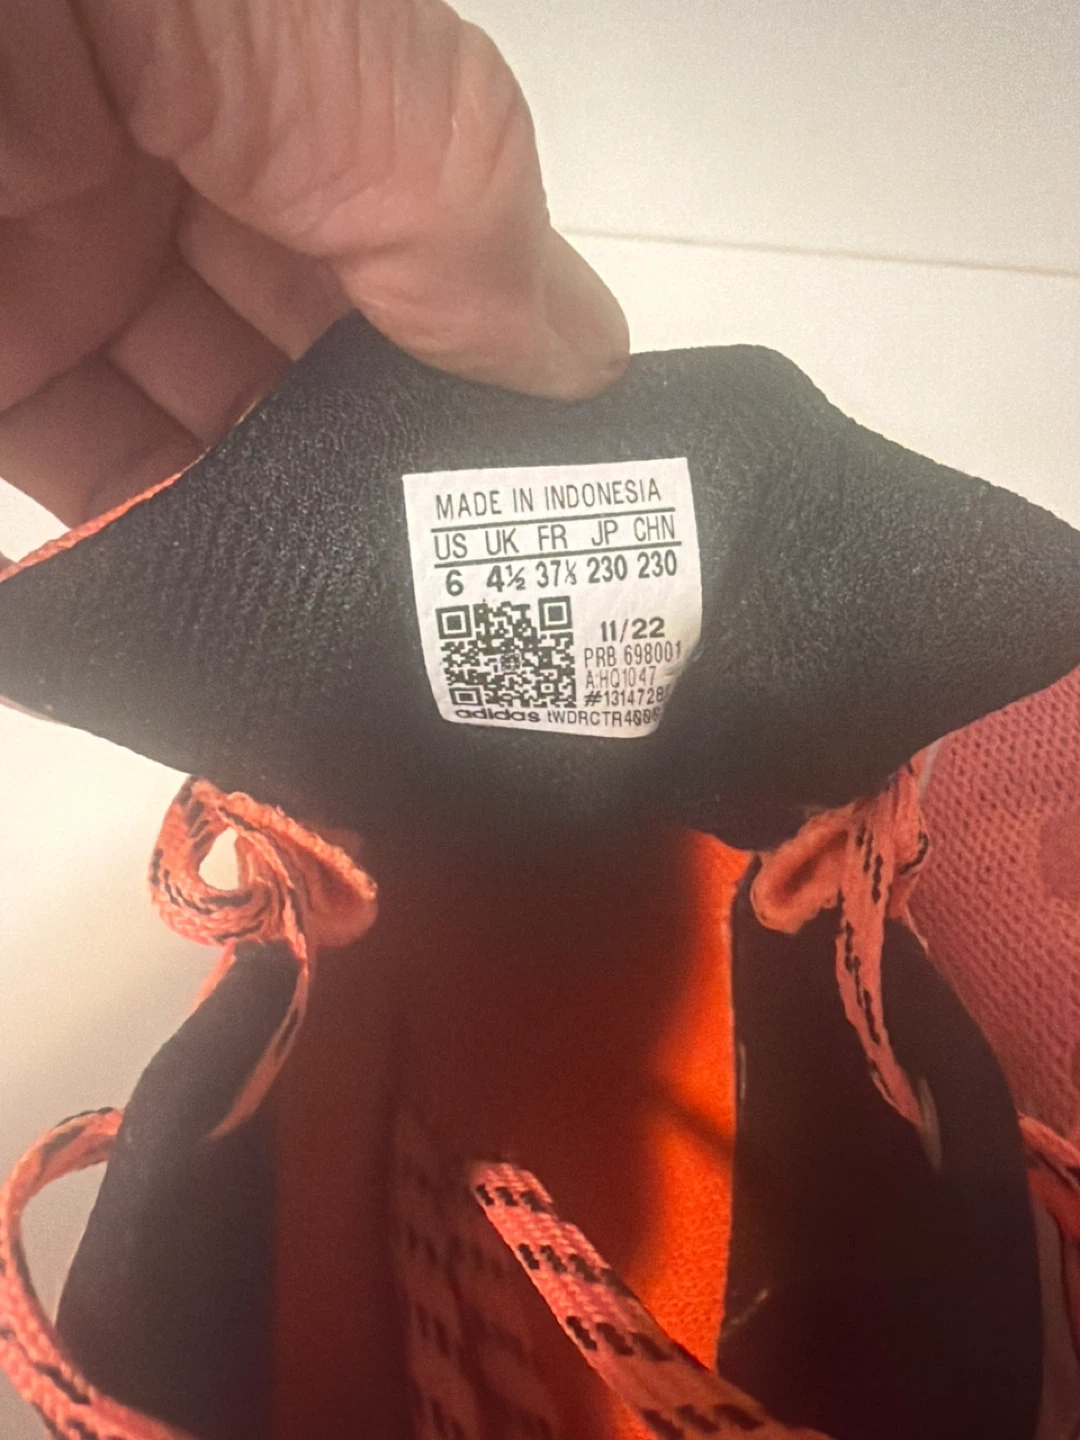 MADE IN INDONESIA
US UK FR JP CHN
6 4½ 37⅓ 230 230
11/22
PRB 698001
A:HQ1047
#1314728
adidas